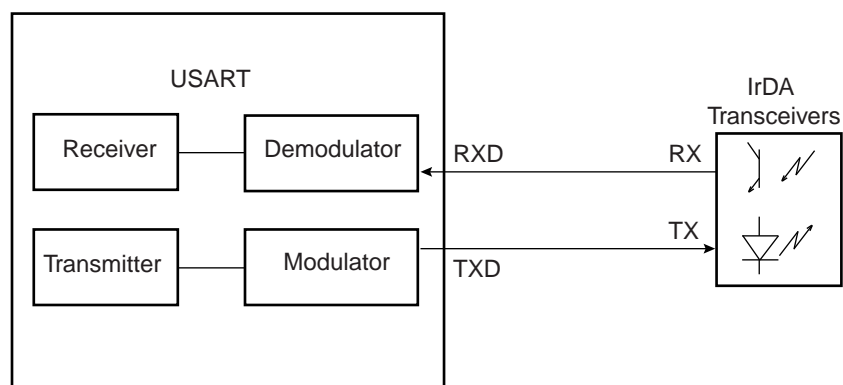 USART
IrDA
Transceivers
Receiver
Demodulator
RXD
RX
Transmitter
Modulator
TXD
TX